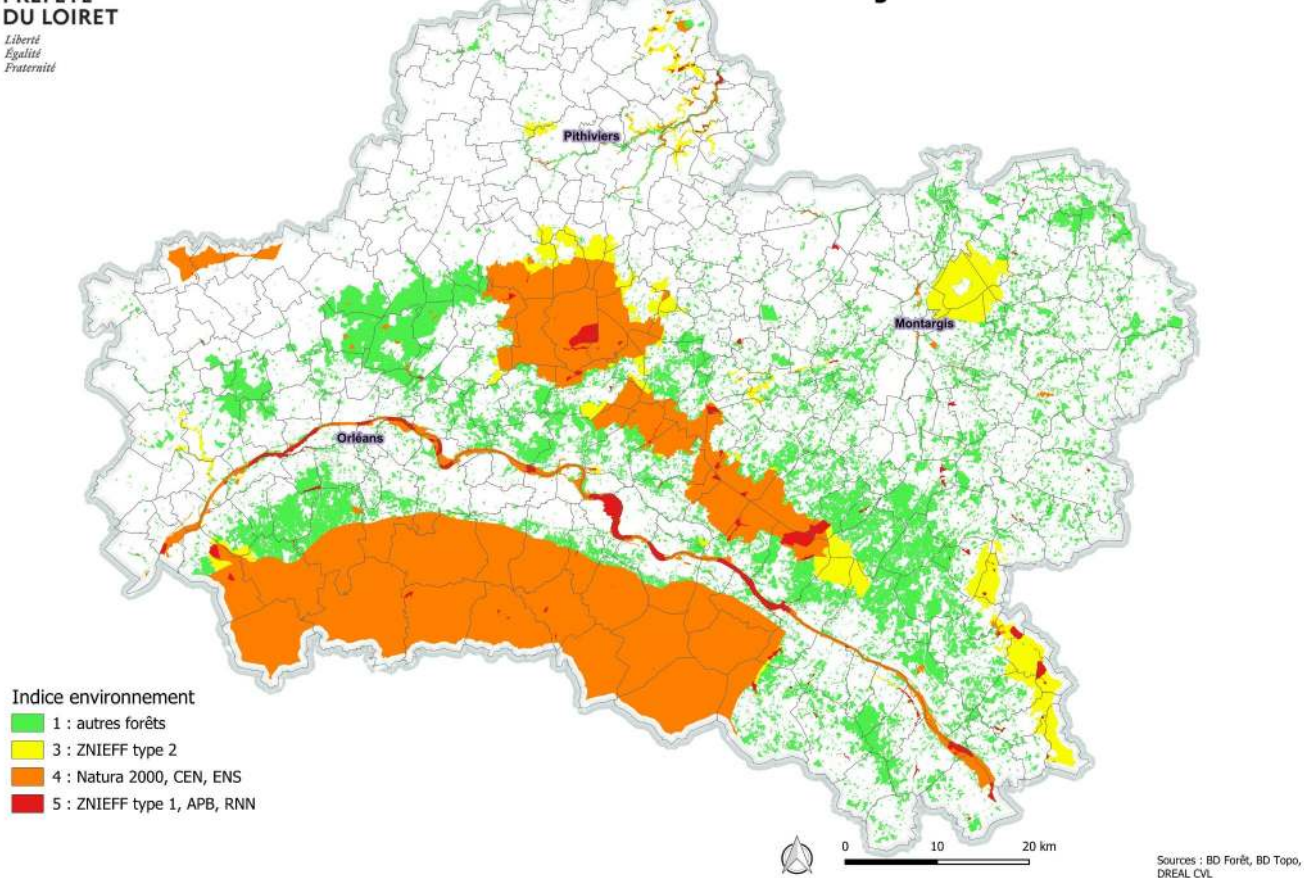 DU LOIRET
Liberté
Égalité
Fraternité
Pithiviers
Montargis
Orléans
Indice environnement
1 : autres forêts
3 : ZNIEFF type 2
4 : Natura 2000, CEN, ENS
5 : ZNIEFF type 1, APB, RNN
0 10 20 km
Sources : BD Forêt, BD Topo,
DREAL CVL